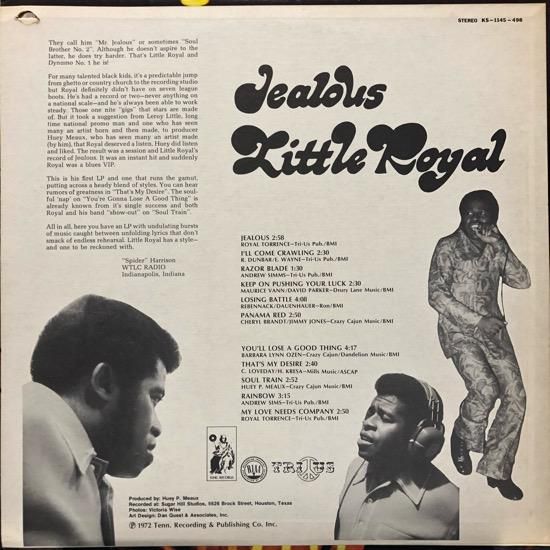 STEREO KS-1145-498
They call him "Mr. Jealous" or sometimes "Soul
Brother No. 2". Although he doesn't aspire to the
latter, he does try harder. That's Little Royal and
Dynomo No. 1 he is!
For many talented black kids, it's a predictable jump
from ghetto or country church to the recording studio
but Royal definitely didn't have on seven league
boots. He's had a record or two—never anything on
a national scale—and he's always been able to work
steady. Those one nite "gigs" that stars are made
of. But it took a suggestion from Leroy Little, long
time national promo man and one who has seen
many an artist horn and then made, to producer
Huey Meaux, who has seen many an artist made
(by him), that Royal deserved a listen. Huey did listen
and liked. The result was a session and Little Royal's
record of Jealous. It was an instant hit and suddenly
Royal was a blues VIP.
This is his first LP and one that runs the gamut,
putting across a heady blend of styles. You can hear
rumors of greatness in "That's My Desire". The soul-
ful 'nap' on "You're Gonna Lose A Good Thing" is
already known from it's single success and both
Royal and his band "show-out" on "Soul Train".
All in all, here you have an LP with undulating bursts
of music caught between unfolding lyrics that don't
smack of endless rehearsal. Little Royal has a style—
and one to be reckoned with.
"Spider" Harrison
WTLC RADIO
Indianapolis, Indiana
Jealous
Little Royal
JEALOUS 2:58
ROYAL TORRENCE—Tri-Us Pub./BMI
I'LL COME CRAWLING 2:30
R. DUNBAR/E. WAYNE—Tri-Us Pub./BMI
RAZOR BLADE 1:30
ANDREW SIMMS—Tri-Us Pub./BMI
KEEP ON PUSHING YOUR LUCK 2:30
MAURICE VANN/DAVID PARKER—Drury Lane Music/BMI
LOSING BATTLE 4:08
REBENNACK/DAUENHAUER—Ron/BMI
PANAMA RED 2:50
CHERYL BRANDT/JIMMY JONES—Crazy Cajun Music/BMI
YOU'LL LOSE A GOOD THING 4:17
BARBARA LYNN OZEN—Crazy Cajun/Dandelion Music/BMI
THAT'S MY DESIRE 2:40
C. LOVEDAY/H. KRESA—Mills Music/ASCAP
SOUL TRAIN 2:52
HUEY P. MEAUX—Crazy Cajun Music/BMI
RAINBOW 3:15
ANDREW SIMS—Tri-Us Pub./BMI
MY LOVE NEEDS COMPANY 2:50
ROYAL TORRENCE—Tri-Us Pub./BMI
KING RECORDS
TRI US
Produced by: Huey P. Meaux
Recorded at: Sugar Hill Studios, 5626 Brock Street, Houston, Texas
Photos: Victoria Wise
Art Design: Dan Quest & Associates, Inc.
℗ 1972 Tenn. Recording & Publishing Co. Inc.